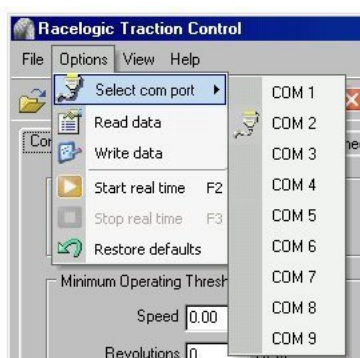 Racelogic Traction Control
File Options View Help
Select com port
Read data
Write data
Start real time F2
Stop real time F3
Restore defaults
COM 1
COM 2
COM 3
COM 4
COM 5
COM 6
COM 7
COM 8
COM 9
Minimum Operating Thresh
Speed 0.00
Revolutions 0